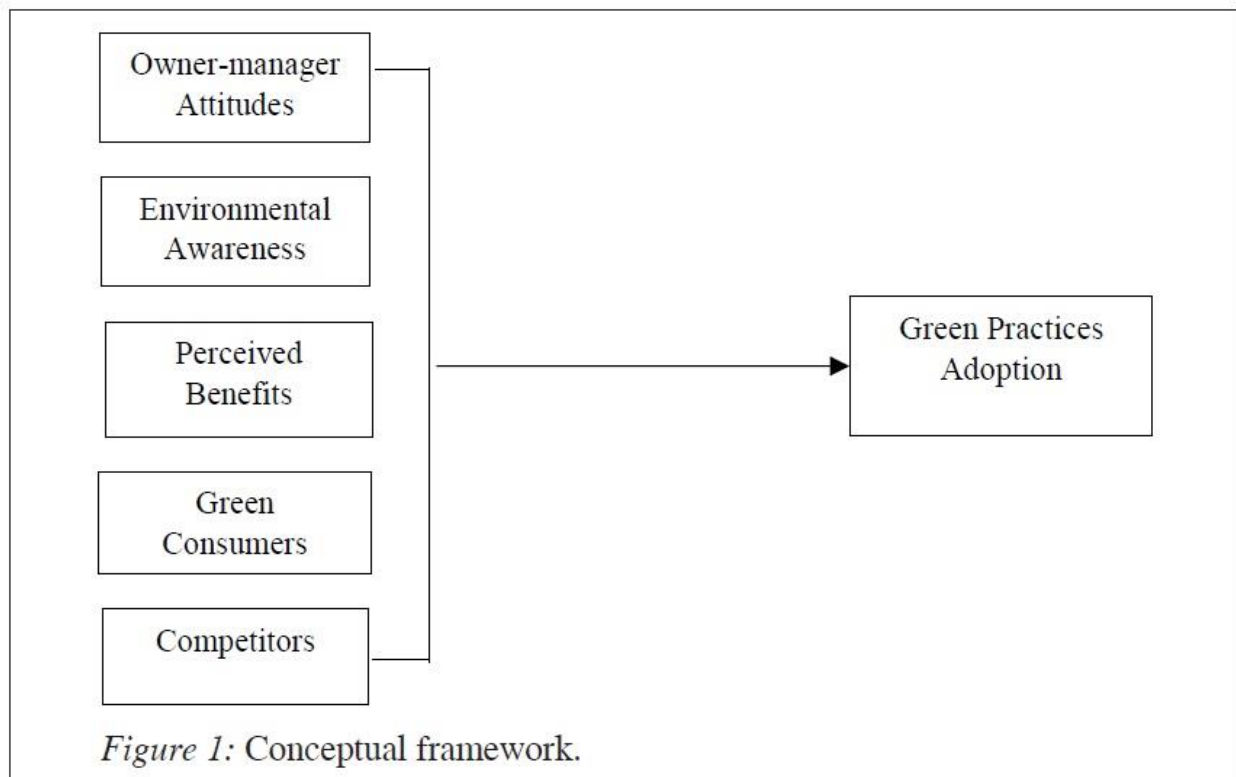 Owner-manager
Attitudes
Environmental
Awareness
Perceived
Benefits
Green
Consumers
Competitors
Green Practices
Adoption
Figure 1: Conceptual framework.